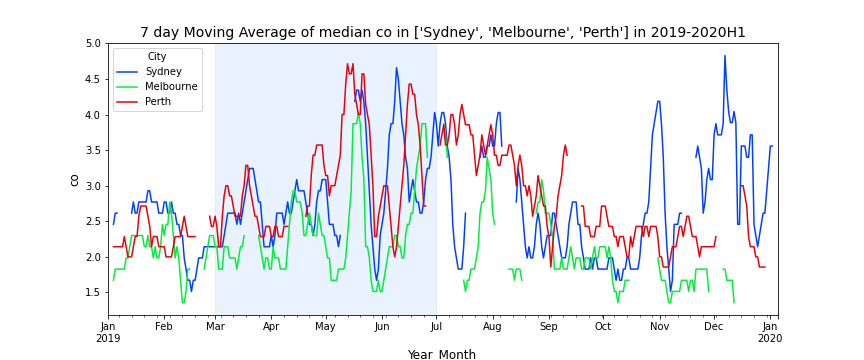 7 day Moving Average of median co in ['Sydney', 'Melbourne', 'Perth'] in 2019-2020H1
City
Sydney
Melbourne
Perth
co
5.0
4.5
4.0
3.5
3.0
2.5
2.0
1.5
Jan Feb Mar Apr May Jun Jul Aug Sep Oct Nov Dec Jan
2019 2020
Year_Month